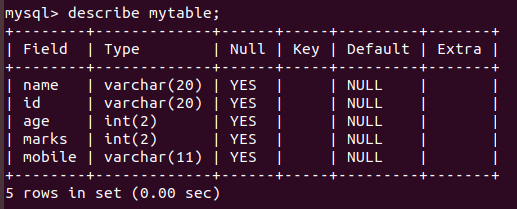 mysql> describe mytable;
+--------+-------------+------+-----+---------+-------+
| Field  | Type        | Null | Key | Default | Extra |
+--------+-------------+------+-----+---------+-------+
| name   | varchar(20) | YES  |     | NULL    |       |
| id     | varchar(20) | YES  |     | NULL    |       |
| age    | int(2)      | YES  |     | NULL    |       |
| marks  | int(2)      | YES  |     | NULL    |       |
| mobile | varchar(11) | YES  |     | NULL    |       |
+--------+-------------+------+-----+---------+-------+
5 rows in set (0.00 sec)